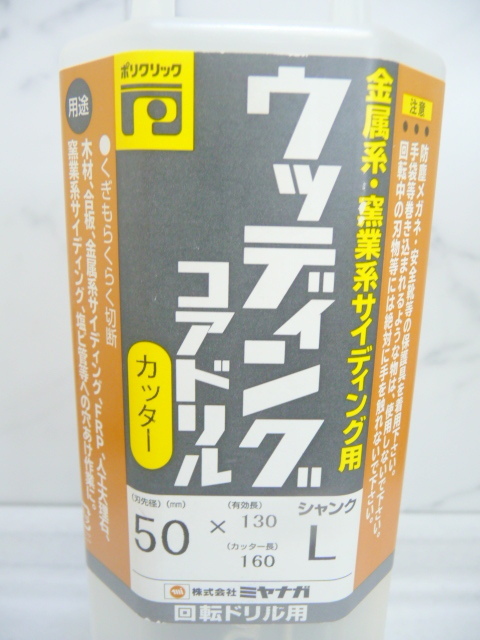 ポリクリック
ウッディング
コアドリル
カッター
金属系・窯業系サイディング用
用途
●くぎもらくらく切断
木材、合板、金属系サイディング、FRP、人工大理石、
窯業系サイディング、塩ビ管等への穴あけ作業に。
注意
●●●
防塵メガネ・安全靴等の保護具を着用下さい。
手袋等巻き込まれるような物は、使用しないで下さい。
回転中の刃物等には絶対に手を触れないで下さい。
(刃先径)(mm)
50
×
(有効長)
130
(カッター長)
160
シャンク
L
株式会社ミヤナガ
回転ドリル用